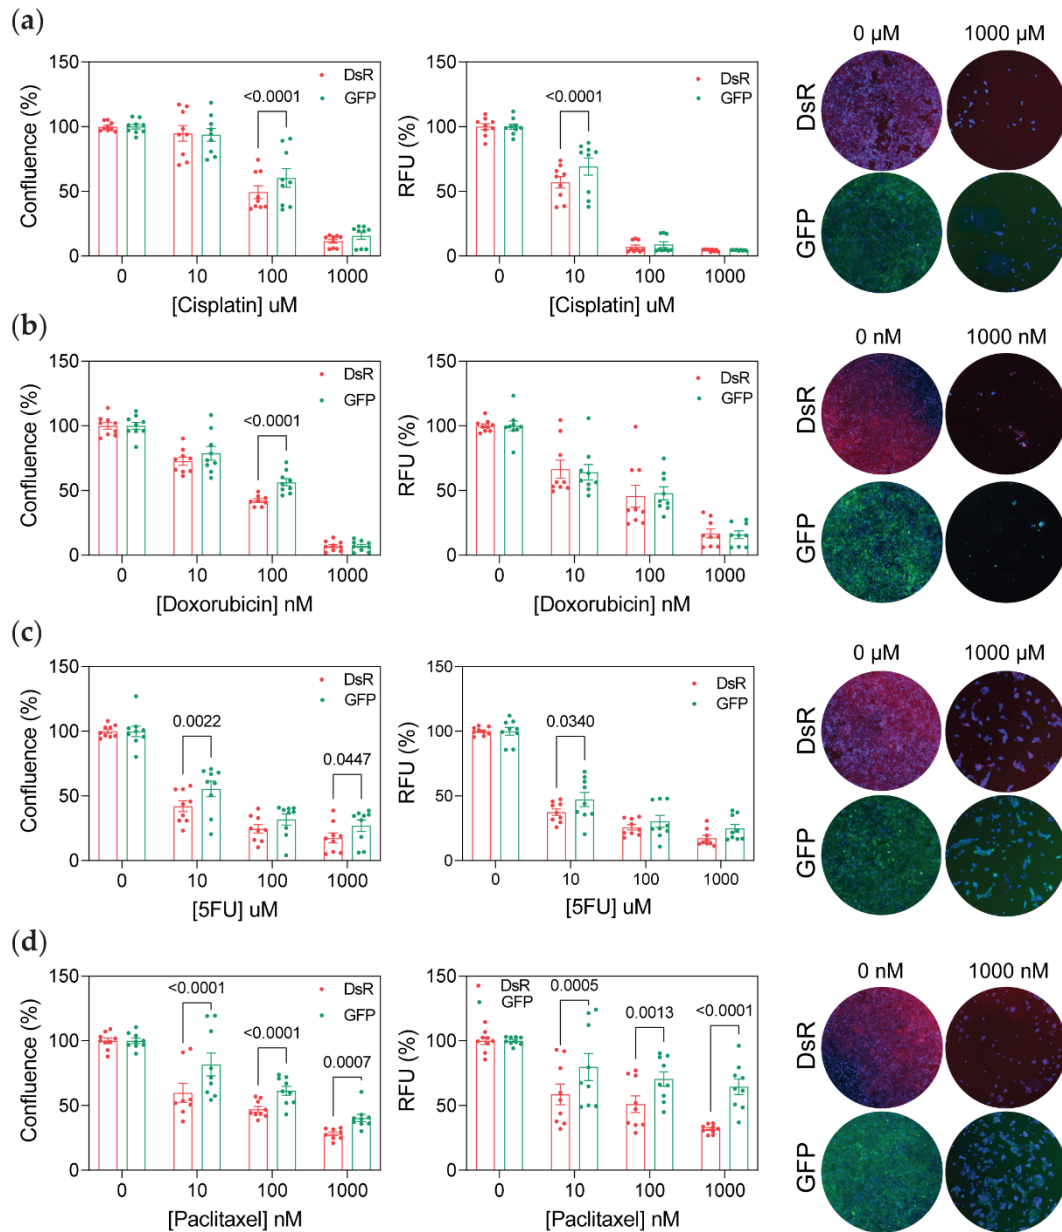 (a)
0 µM 1000 µM
150
100
50
0
Confluence (%)
DsR
GFP
<0.0001
0 10 100 1000
[Cisplatin] uM
150
100
50
0
RFU (%)
DsR
GFP
<0.0001
0 10 100 1000
[Cisplatin] uM
DsR
GFP
(b)
0 nM 1000 nM
150
100
50
0
Confluence (%)
DsR
GFP
<0.0001
0 10 100 1000
[Doxorubicin] nM
150
100
50
0
RFU (%)
DsR
GFP
0 10 100 1000
[Doxorubicin] nM
DsR
GFP
(c)
0 µM 1000 µM
150
100
50
0
Confluence (%)
DsR
GFP
0.0022
0.0447
0 10 100 1000
[5FU] uM
150
100
50
0
RFU (%)
DsR
GFP
0.0340
0 10 100 1000
[5FU] uM
DsR
GFP
(d)
0 nM 1000 nM
150
100
50
0
Confluence (%)
DsR
GFP
<0.0001
<0.0001
0.0007
0 10 100 1000
[Paclitaxel] nM
150
100
50
0
RFU (%)
DsR
GFP
0.0005
0.0013
<0.0001
0 10 100 1000
[Paclitaxel] nM
DsR
GFP